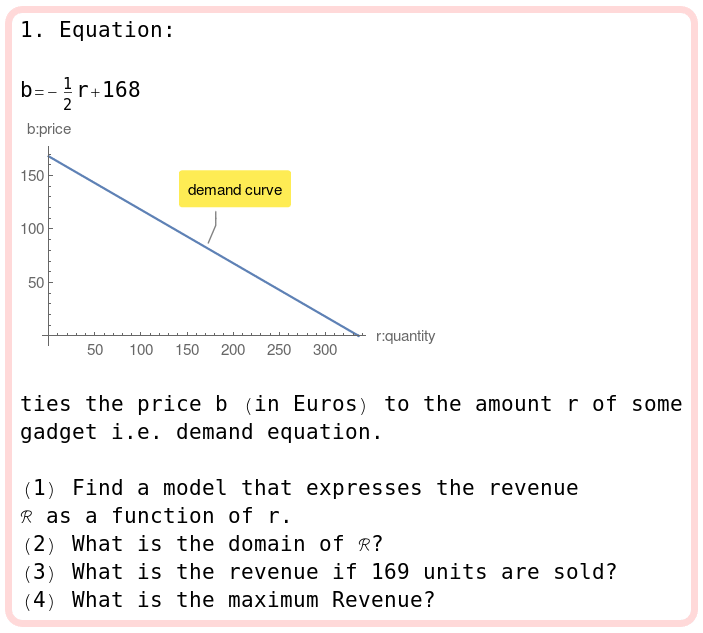 1. Equation:
b=-1/2 r+168
b:price
150
demand curve
100
50
r:quantity
50 100 150 200 250 300
ties the price b (in Euros) to the amount r of some
gadget i.e. demand equation.
(1) Find a model that expresses the revenue
ℛ as a function of r.
(2) What is the domain of ℛ?
(3) What is the revenue if 169 units are sold?
(4) What is the maximum Revenue?